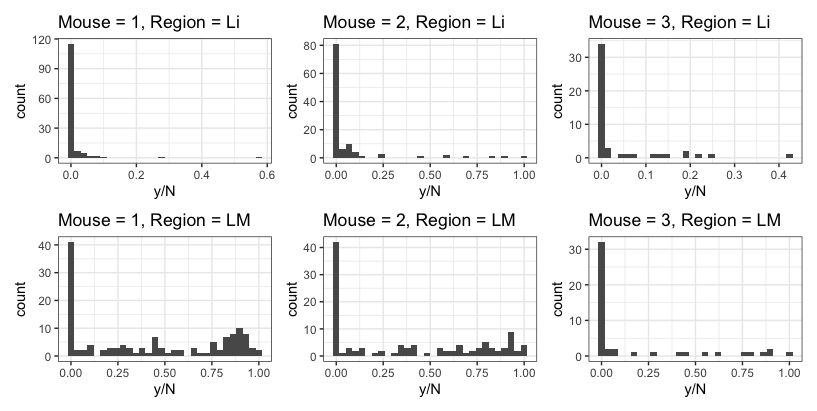 Mouse = 1, Region = Li
Mouse = 2, Region = Li
Mouse = 3, Region = Li
120
90
60
30
0
count
0.0 0.2 0.4 0.6
y/N
80
60
40
20
0
count
0.00 0.25 0.50 0.75 1.00
y/N
30
20
10
0
count
0.0 0.1 0.2 0.3 0.4
y/N
Mouse = 1, Region = LM
Mouse = 2, Region = LM
Mouse = 3, Region = LM
40
30
20
10
0
count
0.00 0.25 0.50 0.75 1.00
y/N
40
30
20
10
0
count
0.00 0.25 0.50 0.75 1.00
y/N
30
20
10
0
count
0.00 0.25 0.50 0.75 1.00
y/N